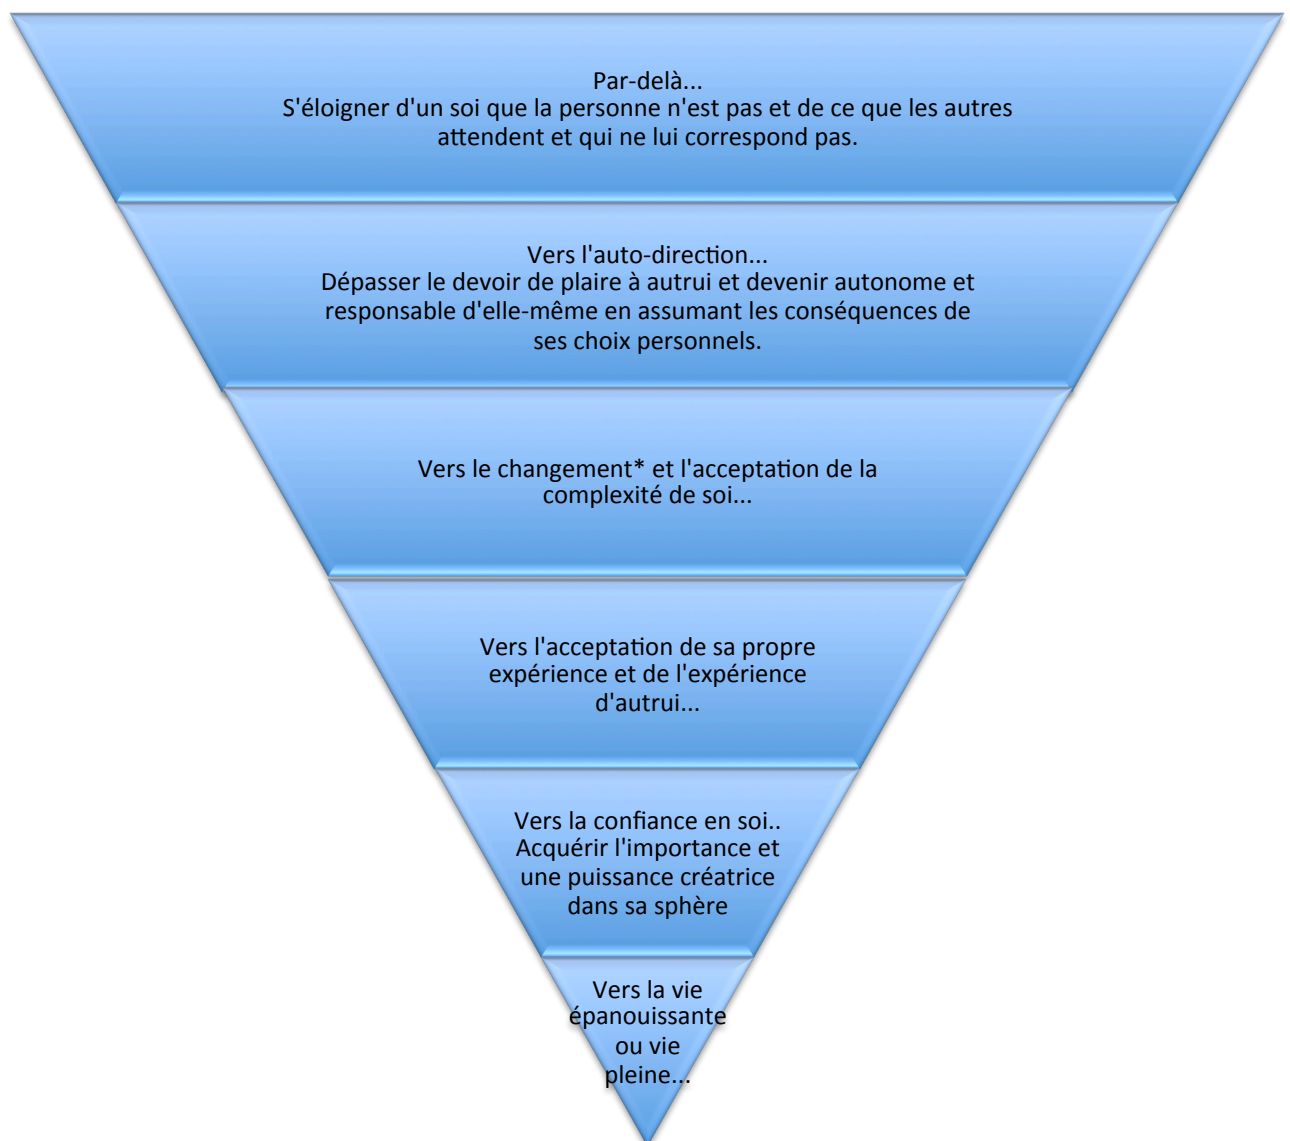 Par-delà...
S'éloigner d'un soi que la personne n'est pas et de ce que les autres
attendent et qui ne lui correspond pas.
Vers l'auto-direction...
Dépasser le devoir de plaire à autrui et devenir autonome et
responsable d'elle-même en assumant les conséquences de
ses choix personnels.
Vers le changement* et l'acceptation de la
complexité de soi...
Vers l'acceptation de sa propre
expérience et de l'expérience
d'autrui...
Vers la confiance en soi..
Acquérir l'importance et
une puissance créatrice
dans sa sphère
Vers la vie
épanouissante
ou vie
pleine...